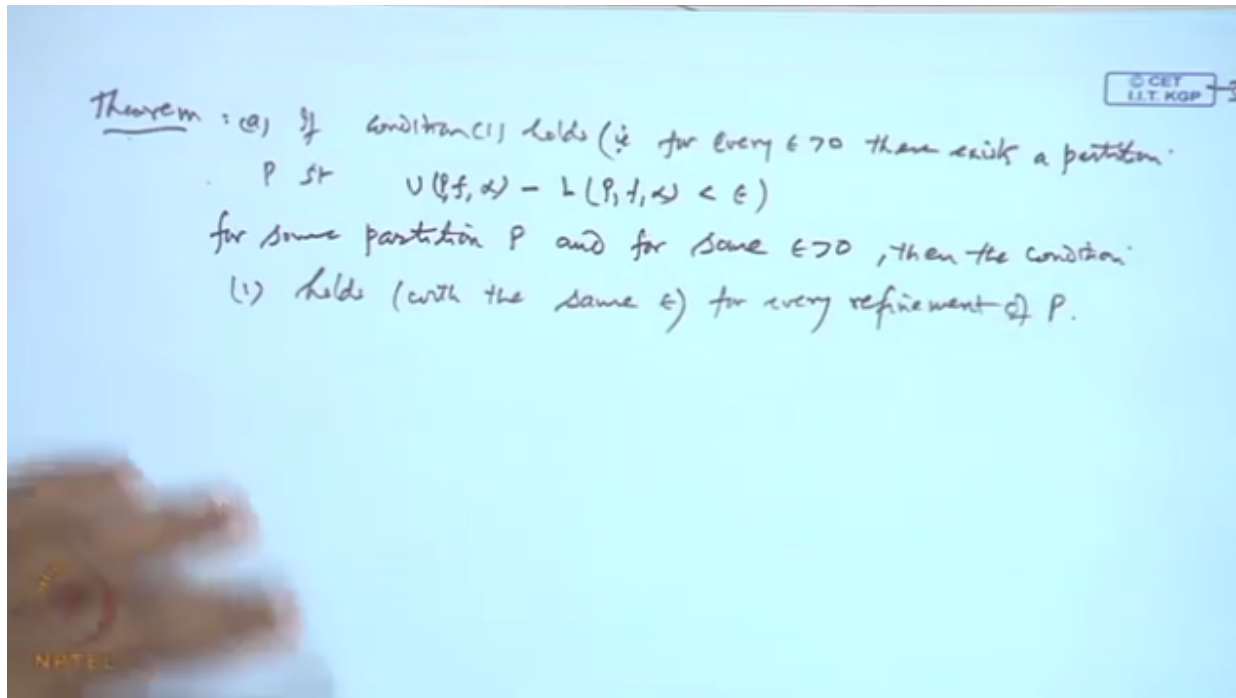 © CET
I.I.T. KGP
Theorem : (a) If condition (1) holds (ie for every ε > 0 there exists a partition
P st U(P,f,α) - L(P,f,α) < ε)
for some partition P and for some ε>0, then the condition
(1) holds (with the same ε) for every refinement of P.
NPTEL